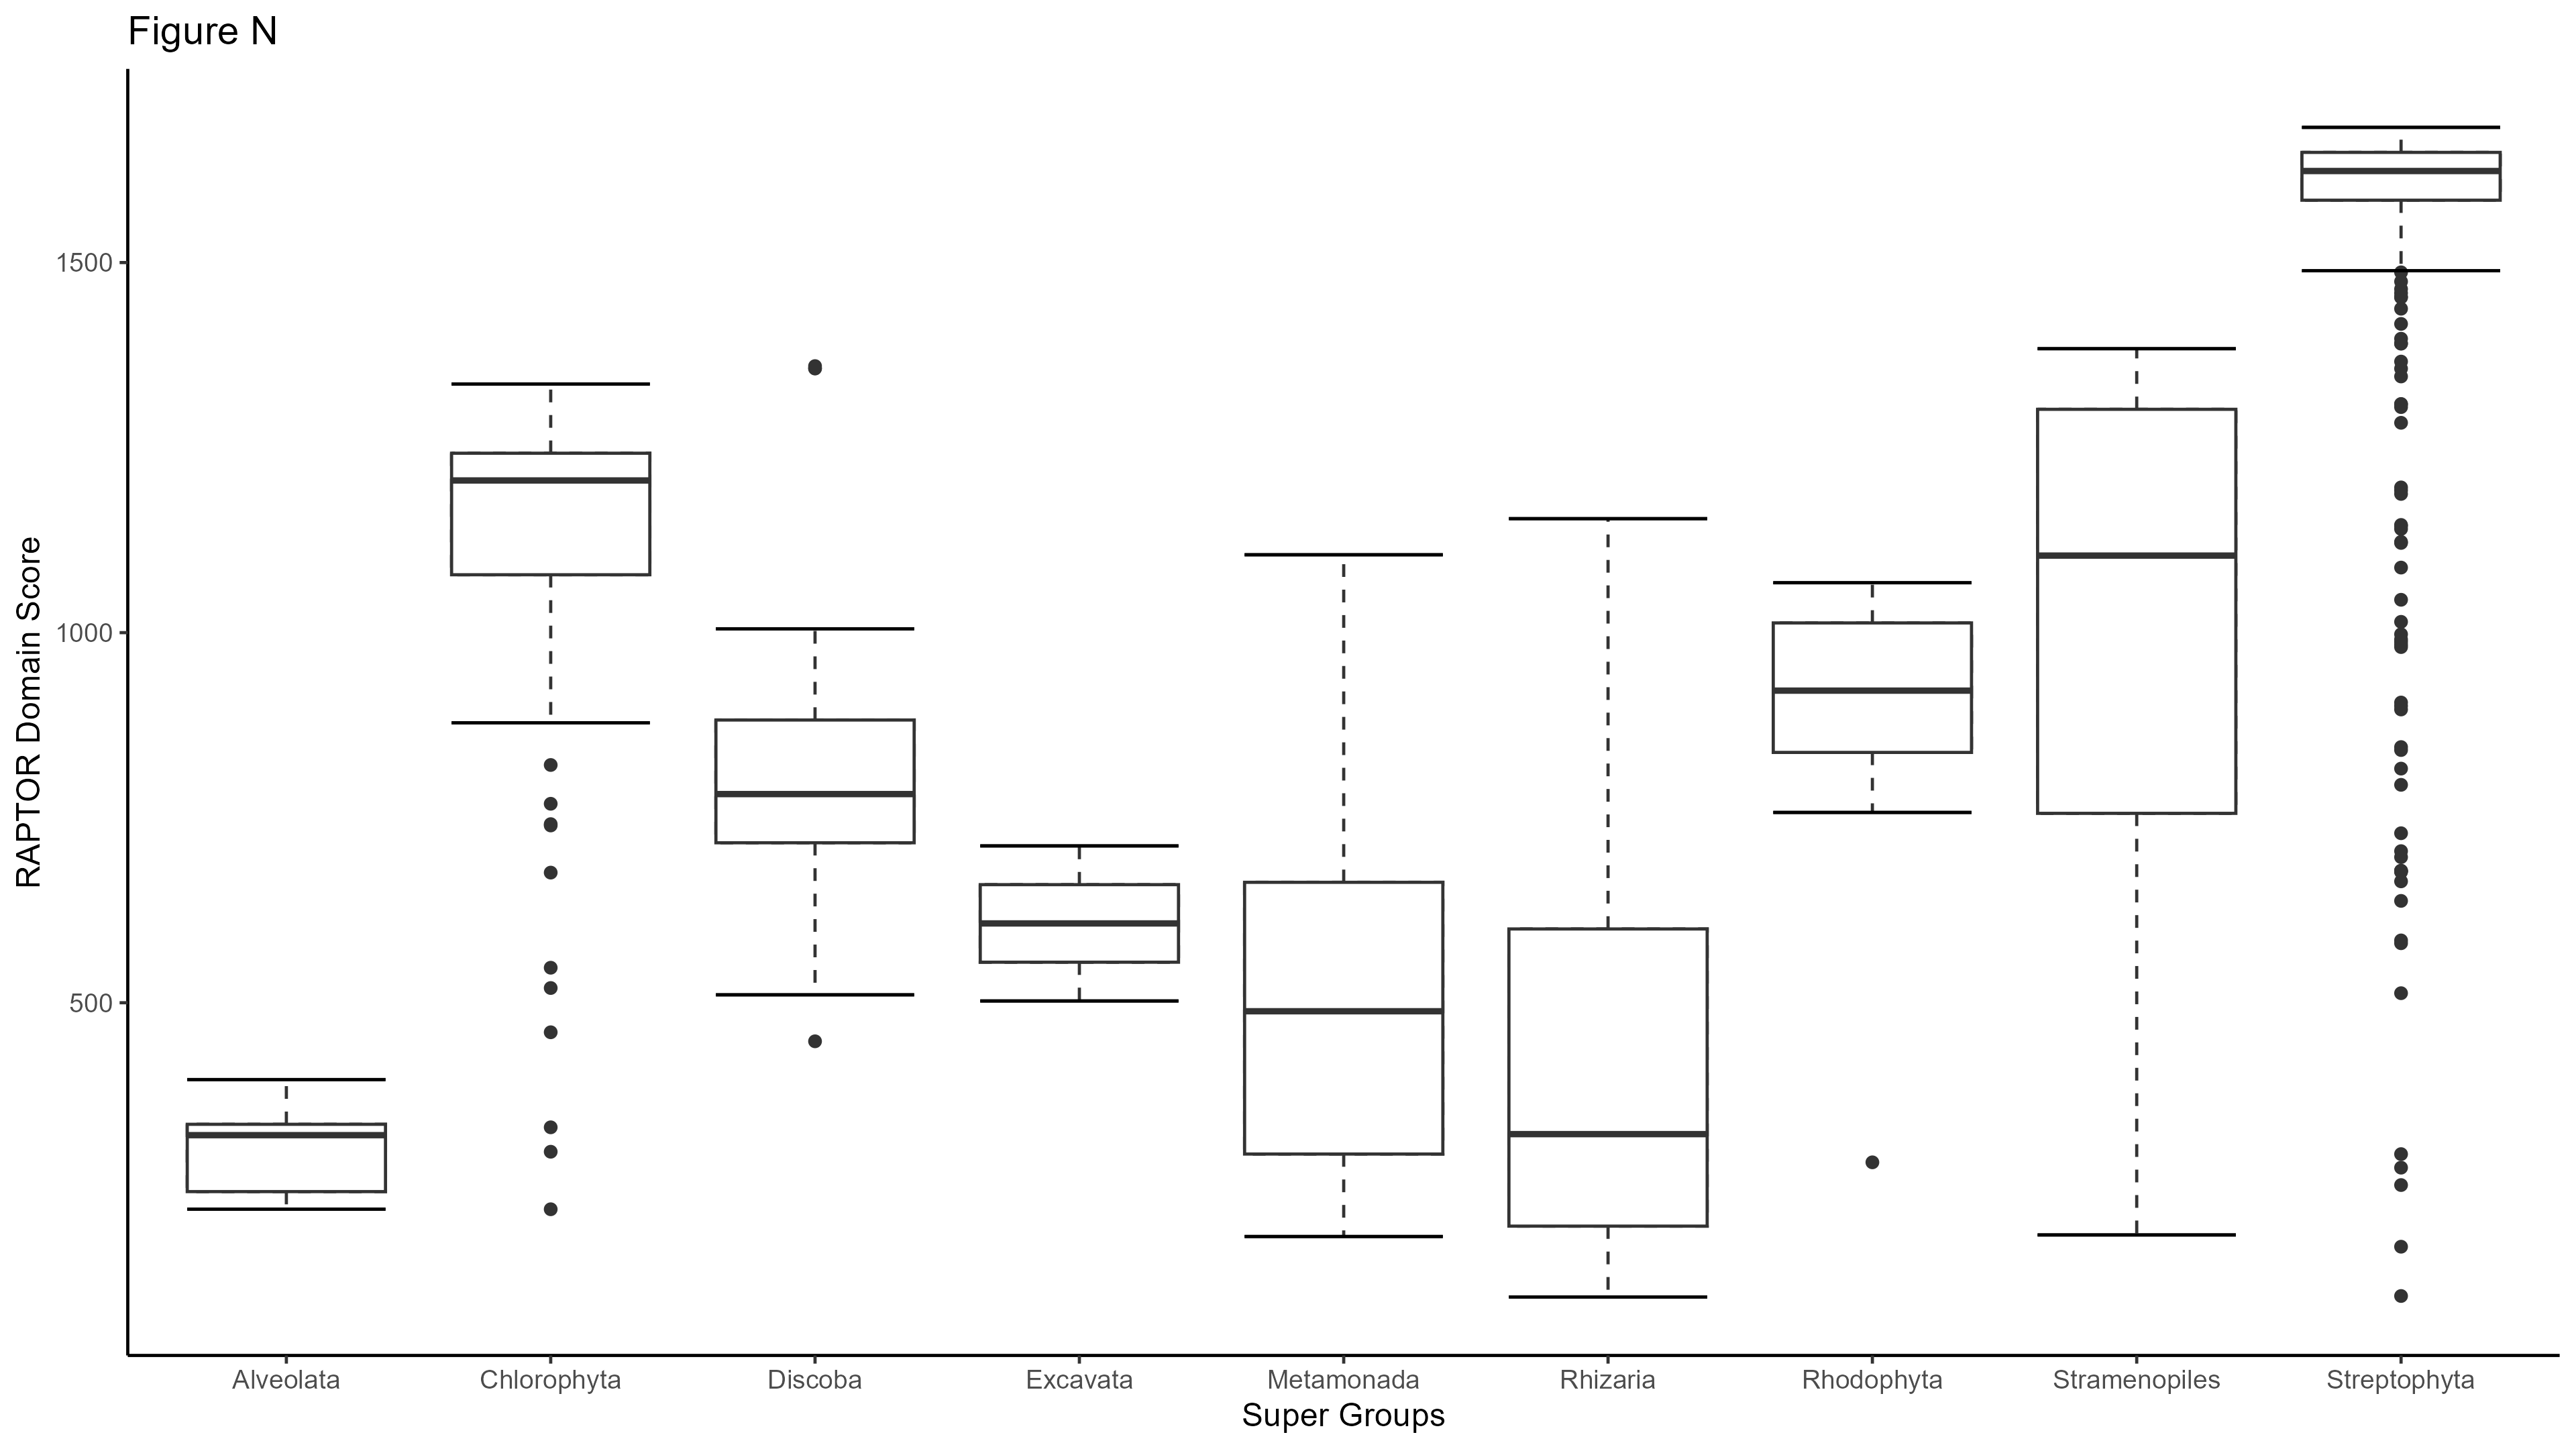 Figure N
RAPTOR Domain Score
1500
1000
500
Alveolata
Chlorophyta
Discoba
Excavata
Metamonada
Rhizaria
Rhodophyta
Stramenopiles
Streptophyta
Super Groups